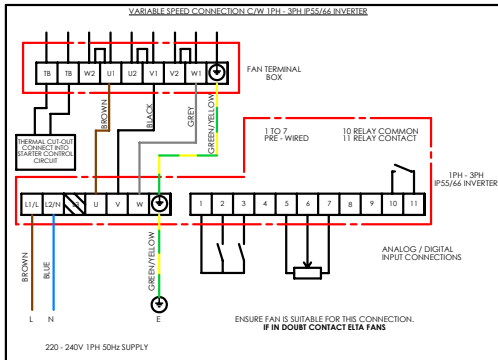 VARIABLE SPEED CONNECTION C/W 1PH - 3PH IP55/66 INVERTER
TB TB W2 U1 U2 V1 V2 W1
FAN TERMINAL
BOX
BROWN
BLACK
GREY
GREEN/YELLOW
THERMAL CUT-OUT
CONNECT INTO
STARTER CONTROL
CIRCUIT
1 TO 7
PRE - WIRED
10 RELAY COMMON
11 RELAY CONTACT
1PH - 3PH
IP55/66 INVERTER
L1/L L2/N L3 U V W
1 2 3 4 5 6 7 8 9 10 11
BROWN
BLUE
GREEN/YELLOW
ANALOG / DIGITAL
INPUT CONNECTIONS
L N E
ENSURE FAN IS SUITABLE FOR THIS CONNECTION.
IF IN DOUBT CONTACT ELTA FANS
220 - 240V 1PH 50Hz SUPPLY